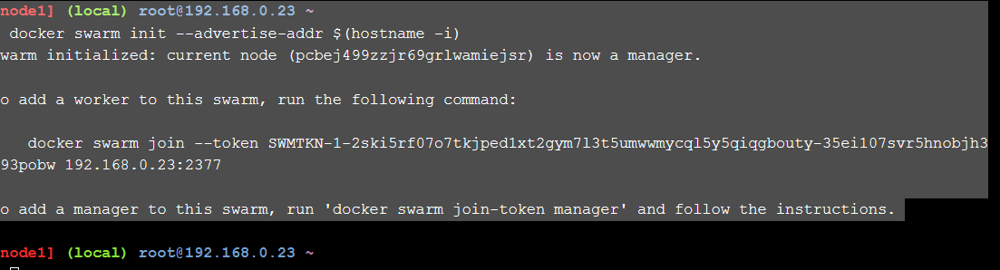 node1] (local) root@192.168.0.23 ~
docker swarm init --advertise-addr $(hostname -i)
warm initialized: current node (pcbej499zzjr69grlwamiejsr) is now a manager.
o add a worker to this swarm, run the following command:
docker swarm join --token SWMTKN-1-2ski5rf07o7tkjped1xt2gym7l3t5umwwmycql5y5qiqgbouty-35ei107svr5hnobjh3
93pobw 192.168.0.23:2377
o add a manager to this swarm, run 'docker swarm join-token manager' and follow the instructions.
node1] (local) root@192.168.0.23 ~